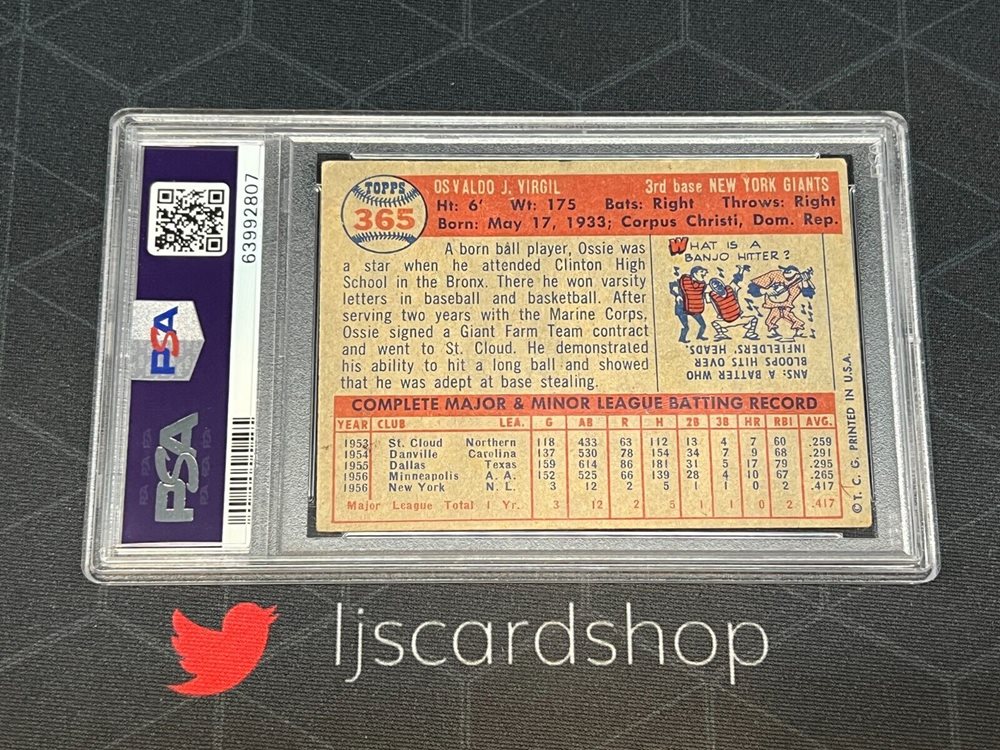 63992807
PSA
PSA
TOPPS
365
OSVALDO J. VIRGIL 3rd base NEW YORK GIANTS
Ht: 6' Wt: 175 Bats: Right Throws: Right
Born: May 17, 1933; Corpus Christi, Dom. Rep.
A born ball player, Ossie was
a star when he attended Clinton High
School in the Bronx. There he won varsity
letters in baseball and basketball. After
serving two years with the Marine Corps,
Ossie signed a Giant Farm Team contract
and went to St. Cloud. He demonstrated
his ability to hit a long ball and showed
that he was adept at base stealing.
WHAT IS A
BANJO HITTER?
ANS: A BATTER WHO
BLOOPS HITS OVER
INFIELDERS' HEADS.
COMPLETE MAJOR & MINOR LEAGUE BATTING RECORD
YEAR CLUB LEA. G AB R H 2B 3B HR RBI AVG.
1953 St. Cloud Northern 118 433 63 112 13 4 7 60 .259
1954 Danville Carolina 137 530 78 154 34 7 9 68 .291
1955 Dallas Texas 159 614 86 181 31 5 17 79 .295
1956 Minneapolis A. A. 152 525 66 139 28 4 10 67 .265
1956 New York N. L. 3 12 2 5 1 1 0 2 .417
Major League Total 1 Yr. 3 12 2 5 1 1 0 2 .417
© T. C. G. PRINTED IN U.S.A.
ljscardshop